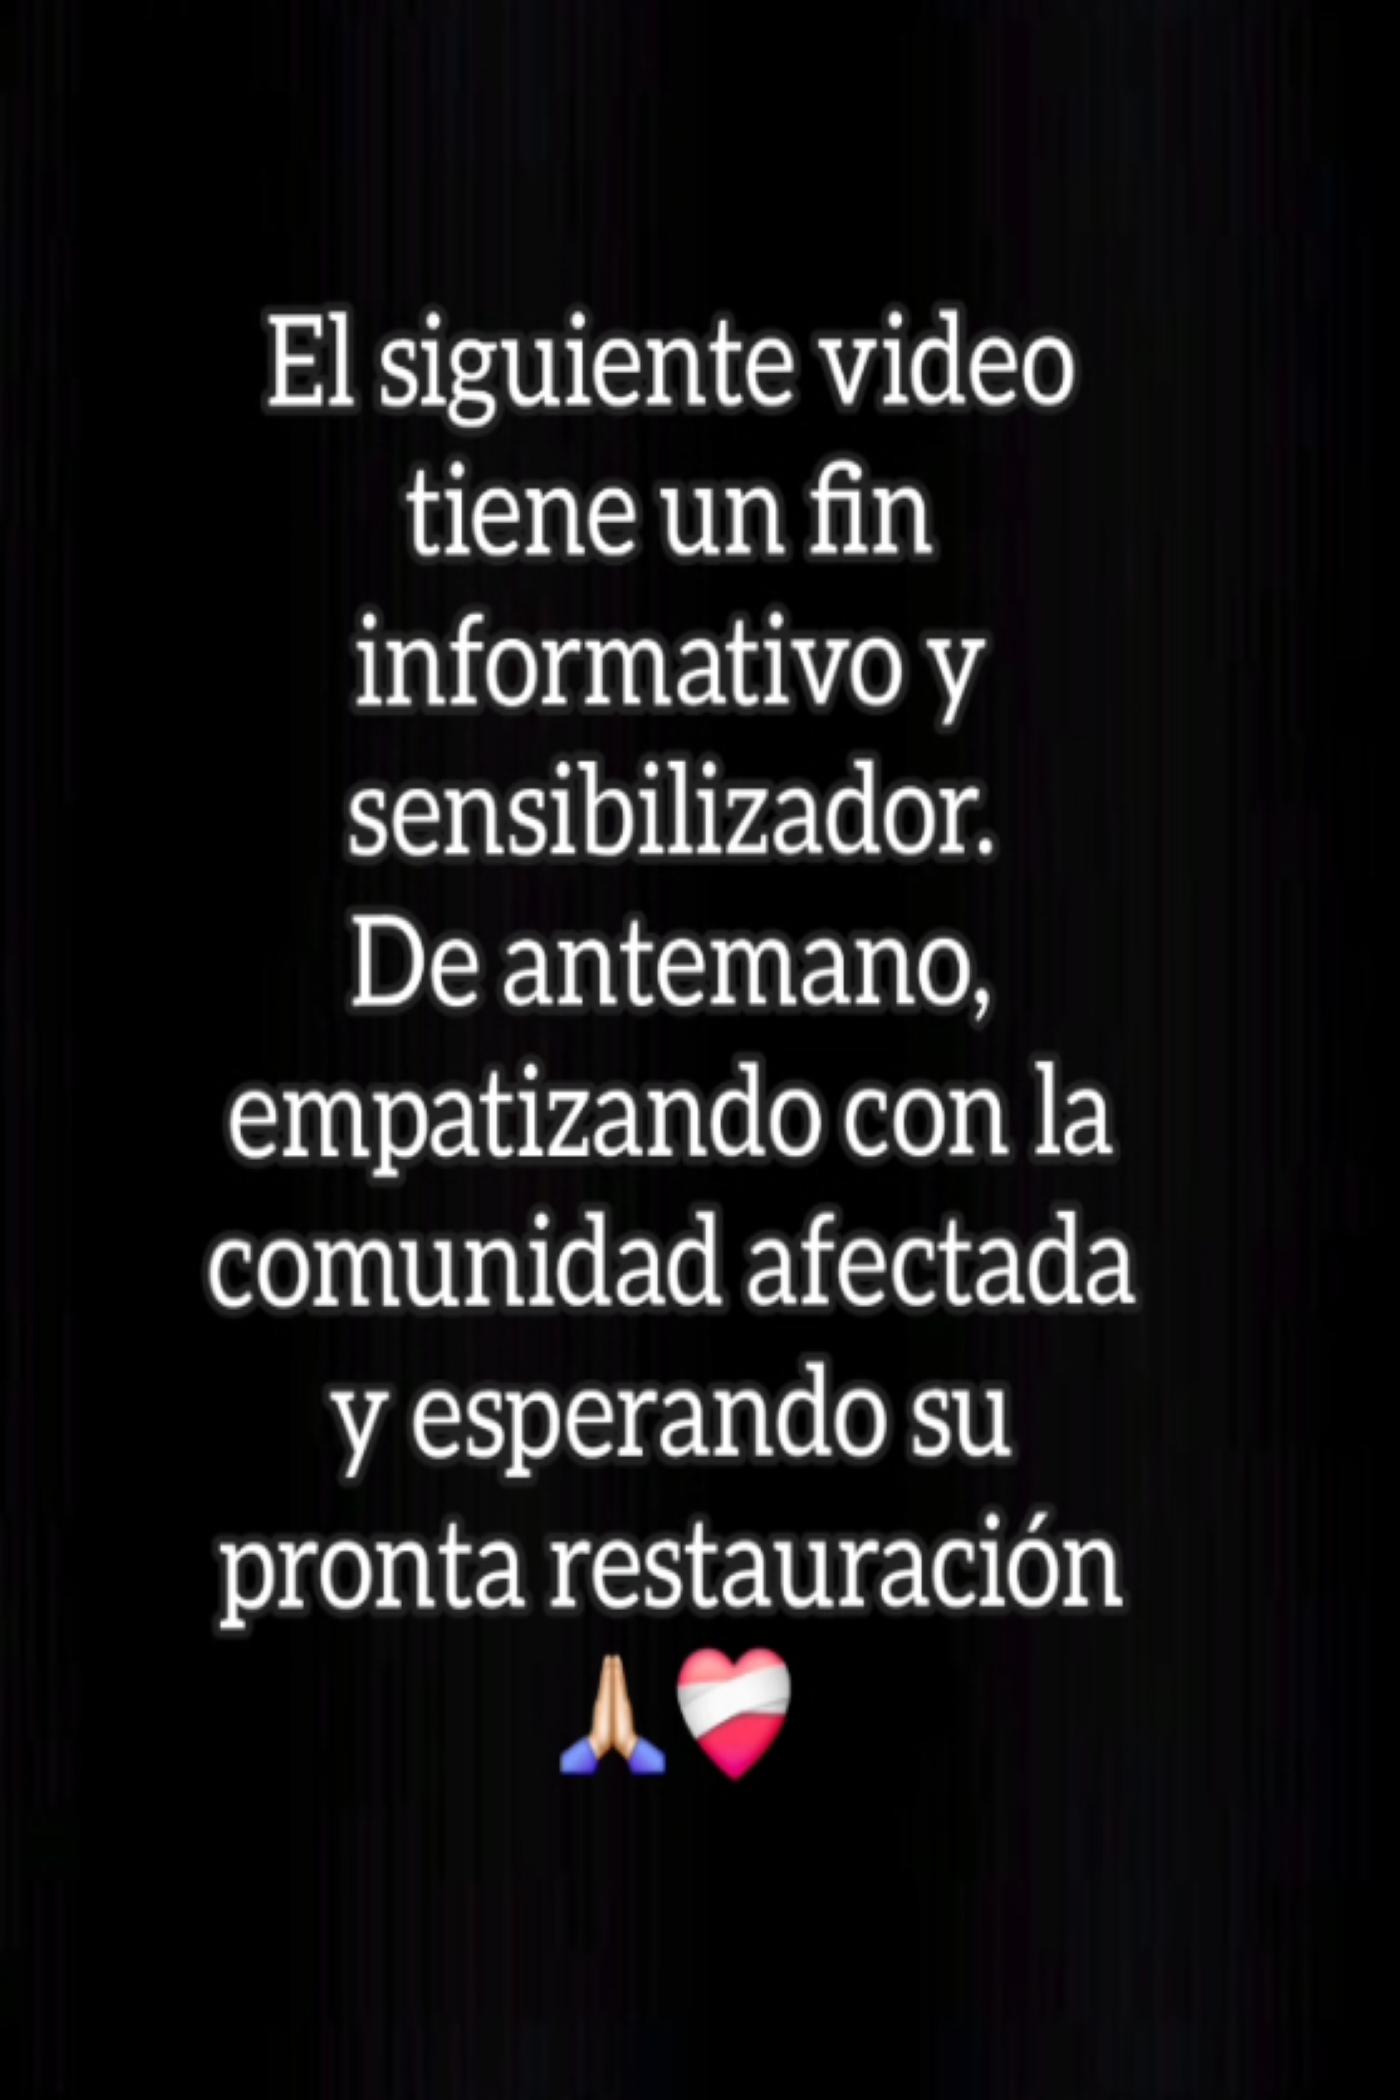 El siguiente video
tiene un fin
informativo y
sensibilizador.
De antemano,
empatizando con la
comunidad afectada
y esperando su
pronta restauración
🙏🏼❤️‍🩹